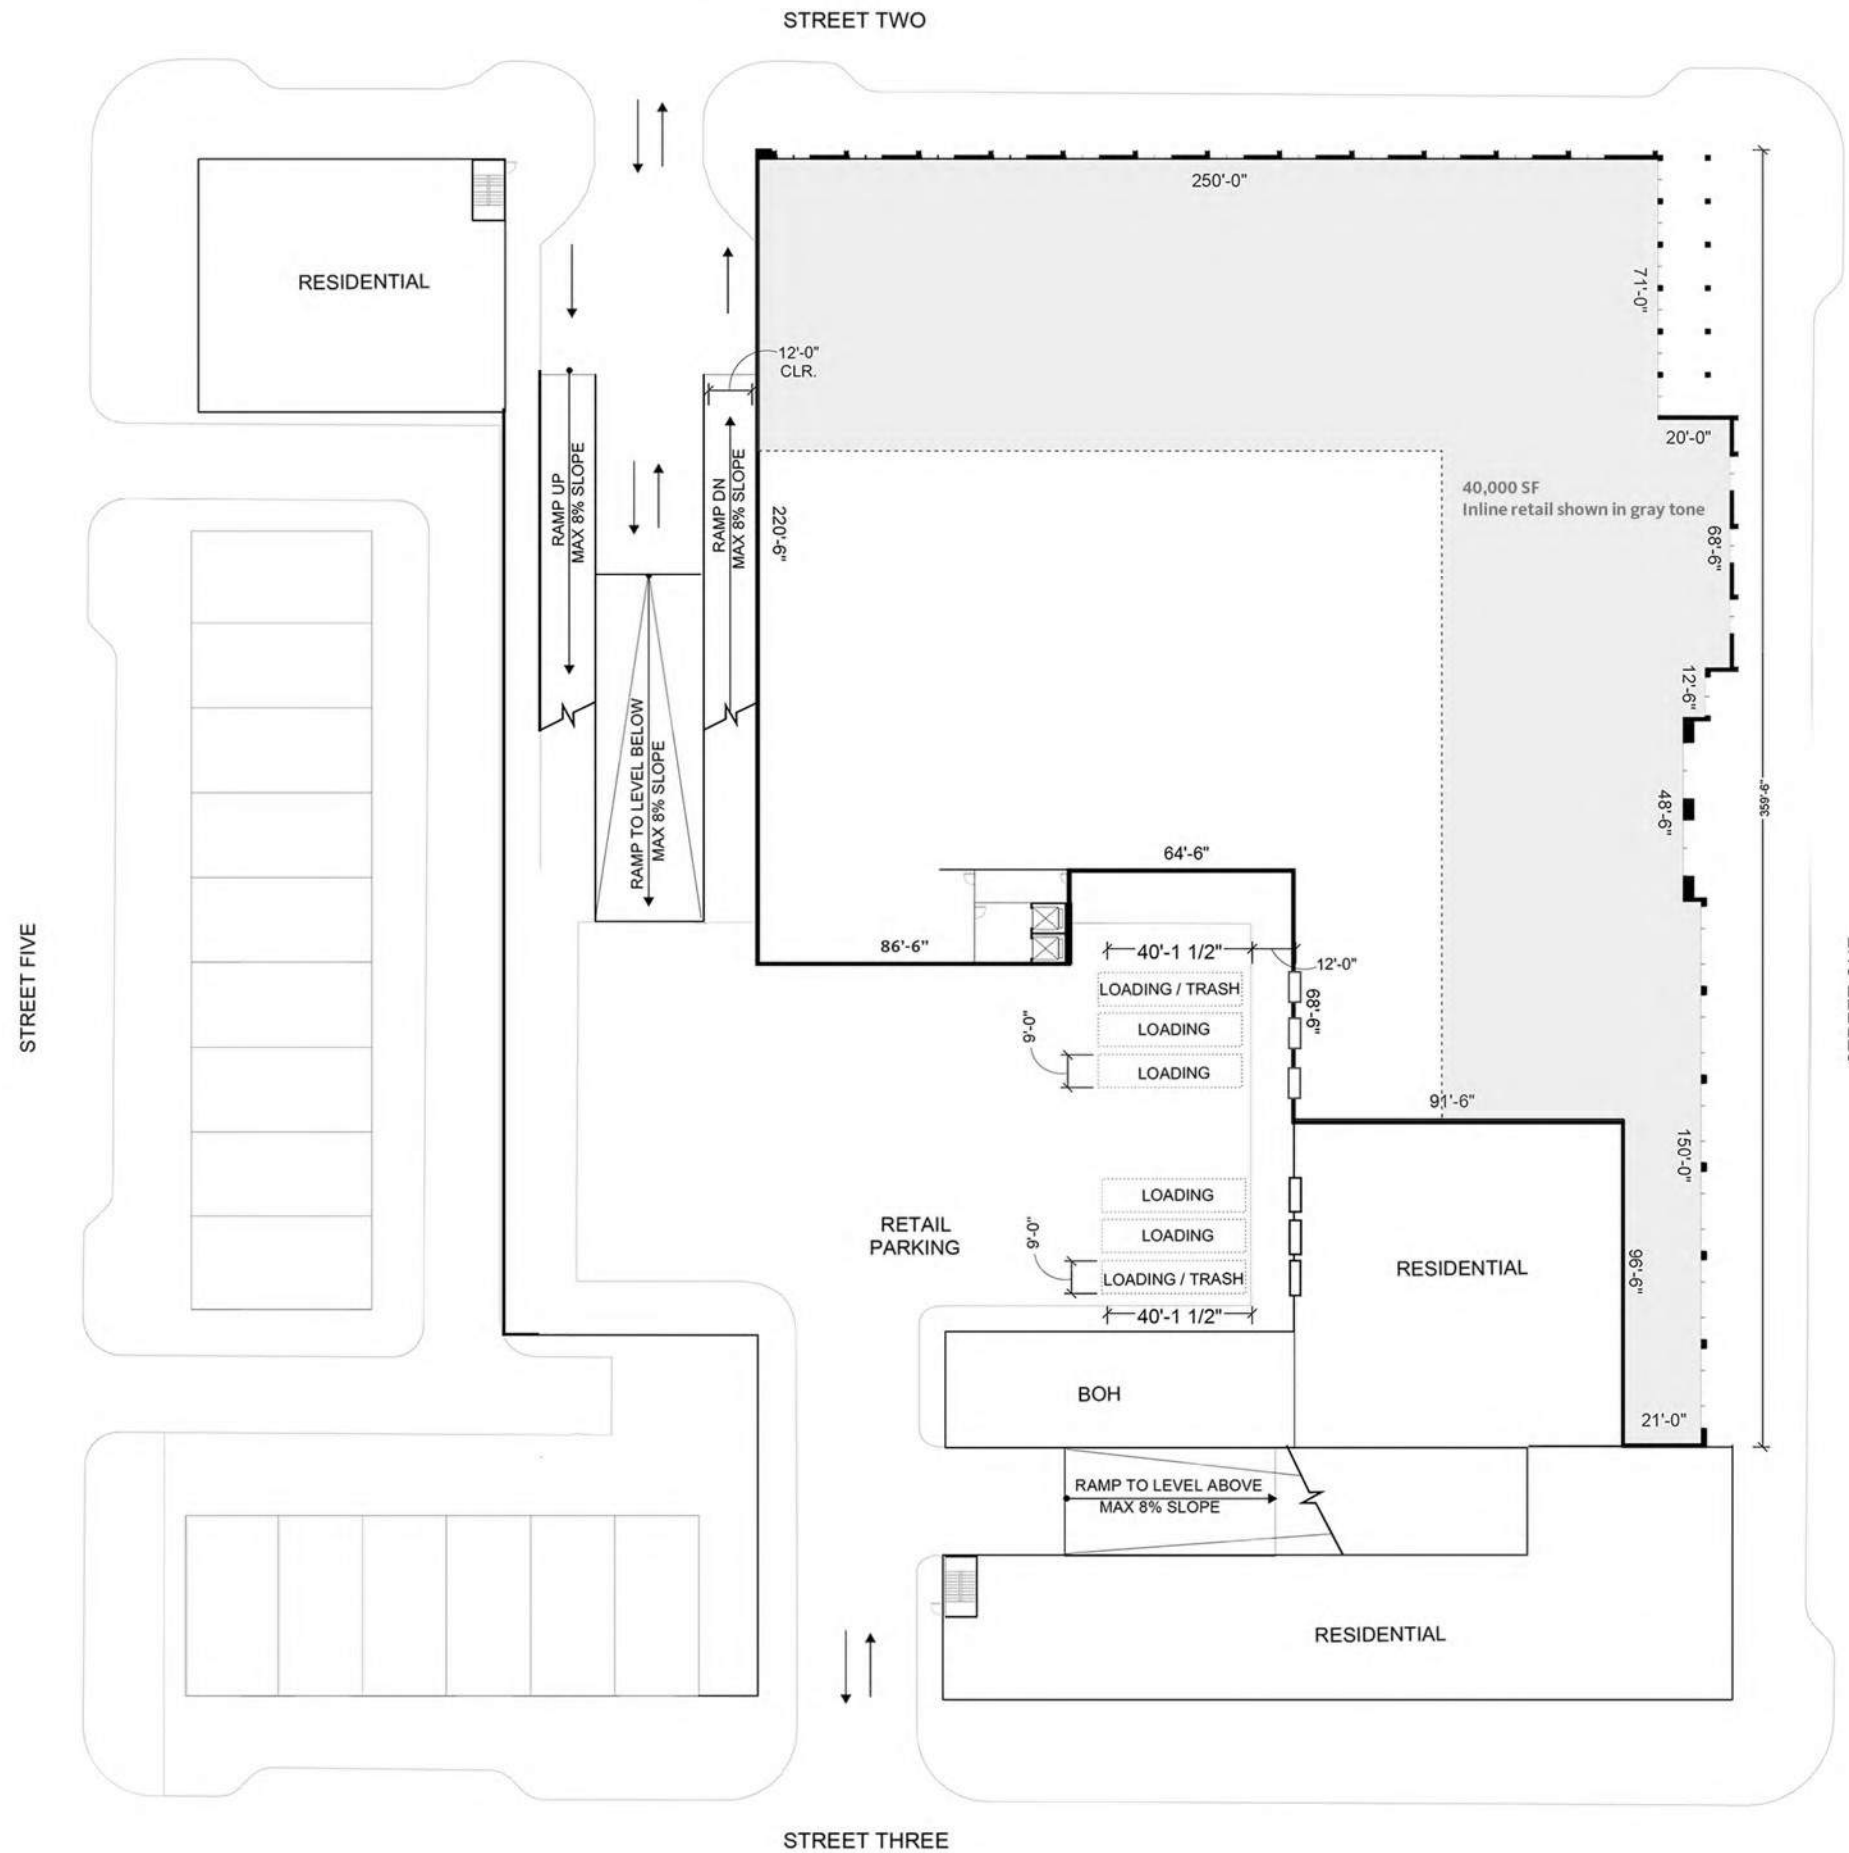 STREET TWO
250'-0"
RESIDENTIAL
71'-0"
12'-0"
CLR.
20'-0"
RAMP UP
MAX 8% SLOPE
RAMP DN
MAX 8% SLOPE
220'-6"
40,000 SF
Inline retail shown in gray tone
68'-6"
12'-6"
RAMP TO LEVEL BELOW
MAX 8% SLOPE
48'-6"
359'-6"
64'-6"
86'-6"
40'-1 1/2"
12'-0"
STREET FIVE
LOADING / TRASH
68'-6"
LOADING
9'-0"
LOADING
91'-6"
150'-0"
LOADING
RETAIL
PARKING
LOADING
9'-0"
LOADING / TRASH
RESIDENTIAL
96'-6"
40'-1 1/2"
BOH
21'-0"
RAMP TO LEVEL ABOVE
MAX 8% SLOPE
RESIDENTIAL
STREET THREE